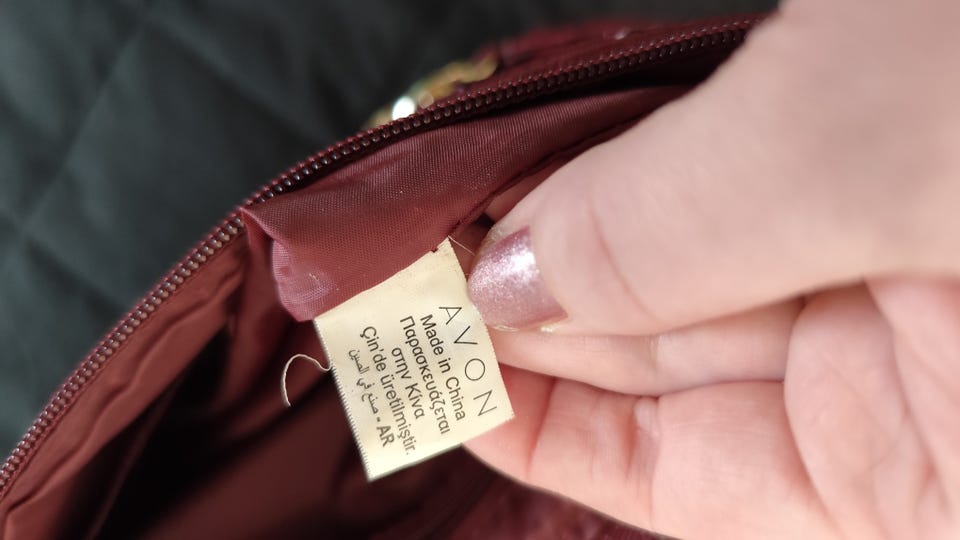 AVON
Made in China
Παρασκευάζεται
στην Κίνα
Çin'de üretilmiştir.
صنع في الصين - AR